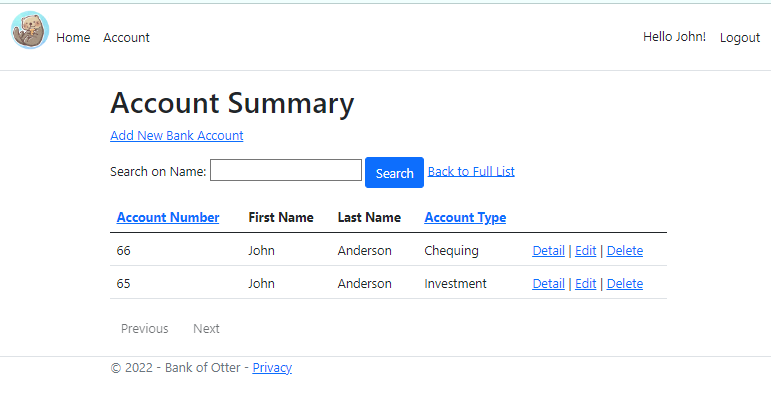 Home Account Hello John! Logout
Account Summary
Add New Bank Account
Search on Name: Search Back to Full List
Account Number First Name Last Name Account Type
66 John Anderson Chequing Detail | Edit | Delete
65 John Anderson Investment Detail | Edit | Delete
Previous Next
© 2022 - Bank of Otter - Privacy